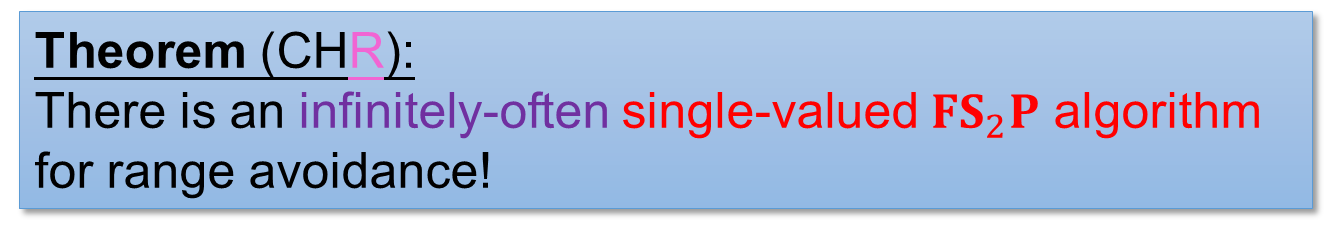 Theorem (CHR):
There is an infinitely-often single-valued FS₂P algorithm
for range avoidance!